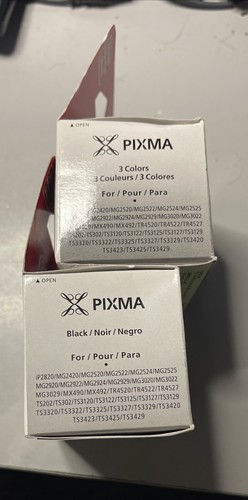 ▲ OPEN
PIXMA
3 Colors
3 Couleurs / 3 Colores
For / Pour / Para
MG2420/MG2520/MG2522/MG2524/MG2525
MG2922/MG2924/MG2929/MG3020/MG3022
MX490/MX492/TR4520/TR4527
TS302/TS3120/TS3122/TS3125/TS3127/TS3129
TS3320/TS3322/TS3325/TS3327/TS3329/TS3420
TS3423/TS3425/TS3429
▲ OPEN
PIXMA
Black / Noir / Negro
For / Pour / Para
iP2820/MG2420/MG2520/MG2522/MG2524/MG2525
MG2920/MG2922/MG2924/MG2929/MG3020/MG3022
MG3029/MX490/MX492/TR4520/TR4522/TR4527
TS202/TS302/TS3120/TS3122/TS3125/TS3127/TS3129
TS3320/TS3322/TS3325/TS3327/TS3329/TS3420
TS3423/TS3425/TS3429